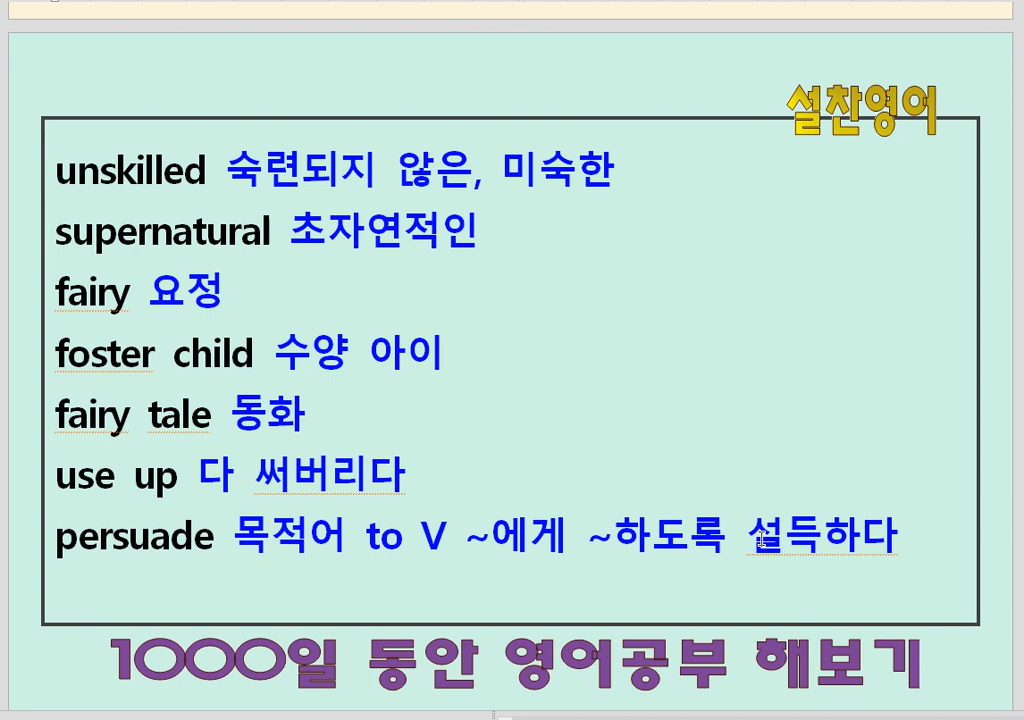 설찬영어
unskilled 숙련되지 않은, 미숙한
supernatural 초자연적인
fairy 요정
foster child 수양 아이
fairy tale 동화
use up 다 써버리다
persuade 목적어 to V ~에게 ~하도록 설득하다
1000일 동안 영어공부 해보기